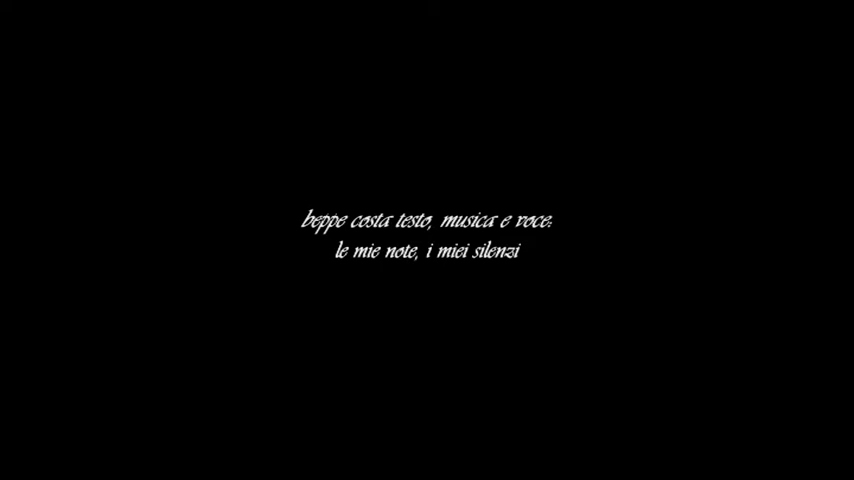 beppe costa testo, musica e voce:
le mie note, i miei silenzi